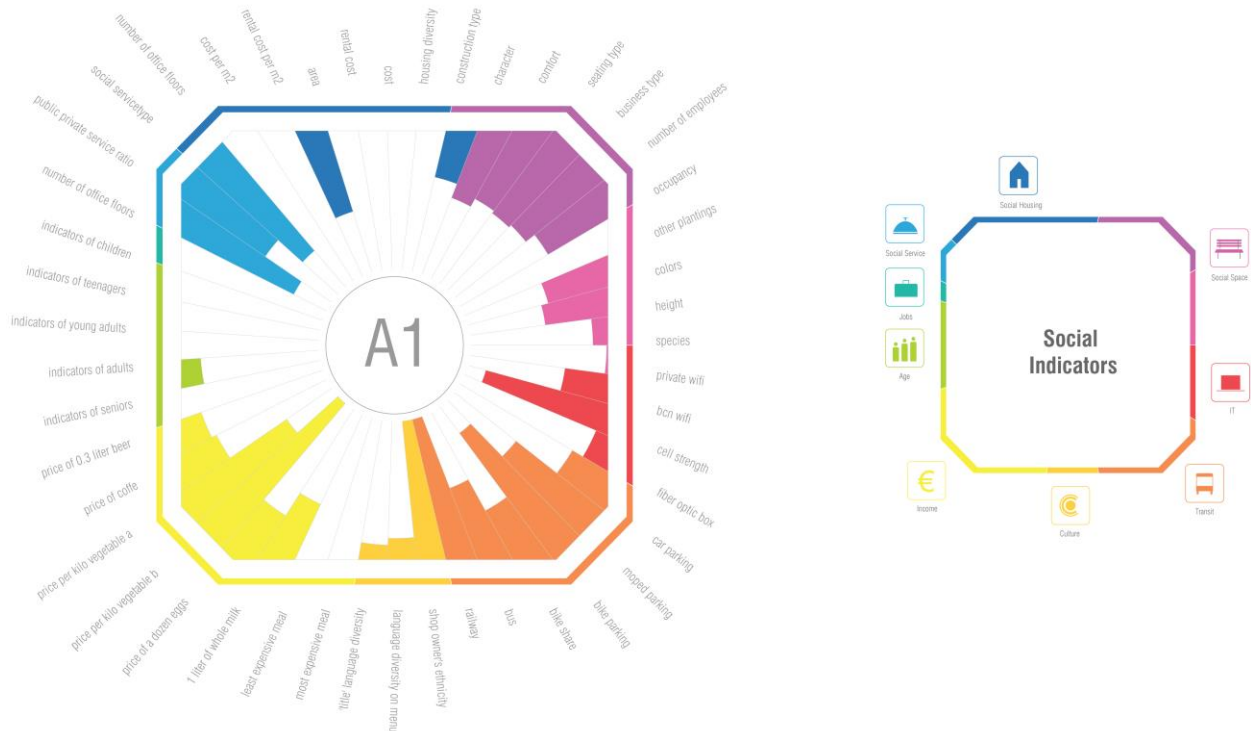 number of office floors
cost per m2
rental cost per m2
area
rental cost
cost
housing diversity
construction type
character
comfort
seating type
business type
number of employees
occupancy
other plantings
colors
height
species
private wifi
bcn wifi
cell strength
fiber optic box
car parking
moped parking
bike parking
bike share
bus
railway
shop owner's ethnicity
language diversity on menu
'title' language diversity
most expensive meal
least expensive meal
1 liter of whole milk
price of a dozen eggs
price per kilo vegetable b
price per kilo vegetable a
price of coffe
price of 0.3 liter beer
indicators of seniors
indicators of adults
indicators of young adults
indicators of teenagers
indicators of children
number of office floors
public private service ratio
social servicetype
A1
Social Housing
Social Service
Jobs
Age
Social Space
IT
Income
Culture
Transit
Social
Indicators